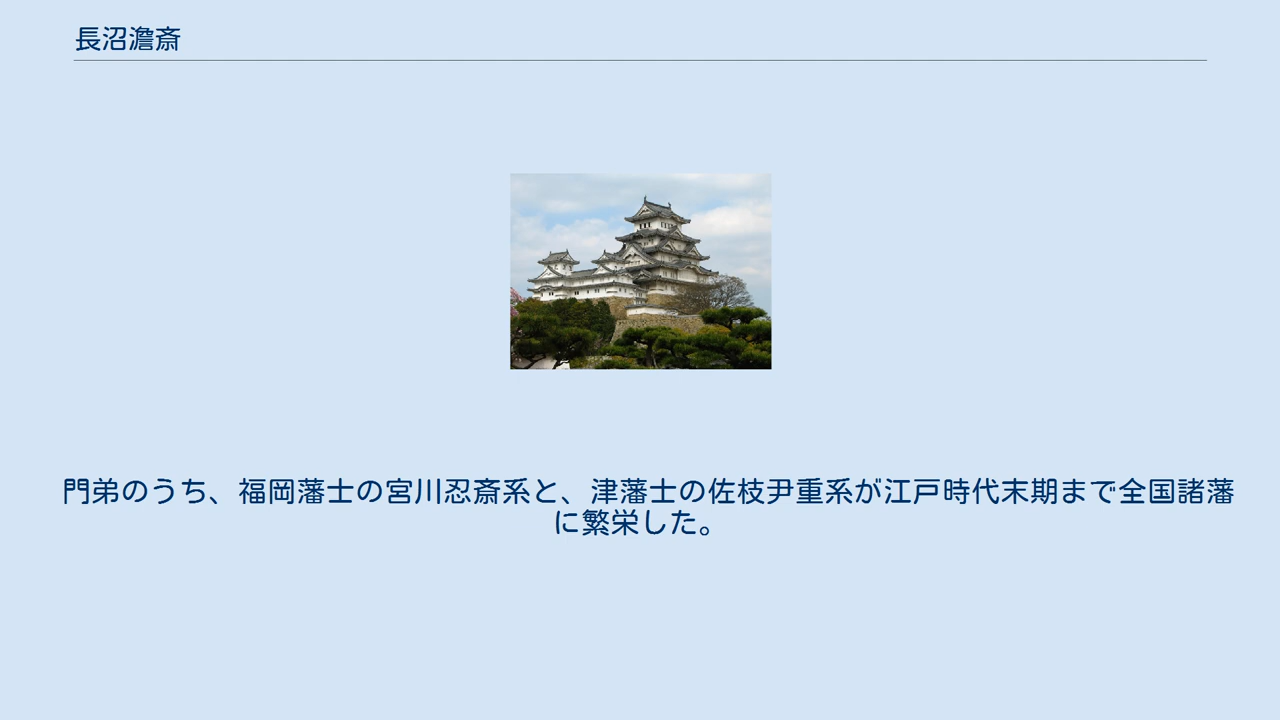 長沼澹斎
門弟のうち、福岡藩士の宮川忍斎系と、津藩士の佐枝尹重系が江戸時代末期まで全国諸藩
に繁栄した。